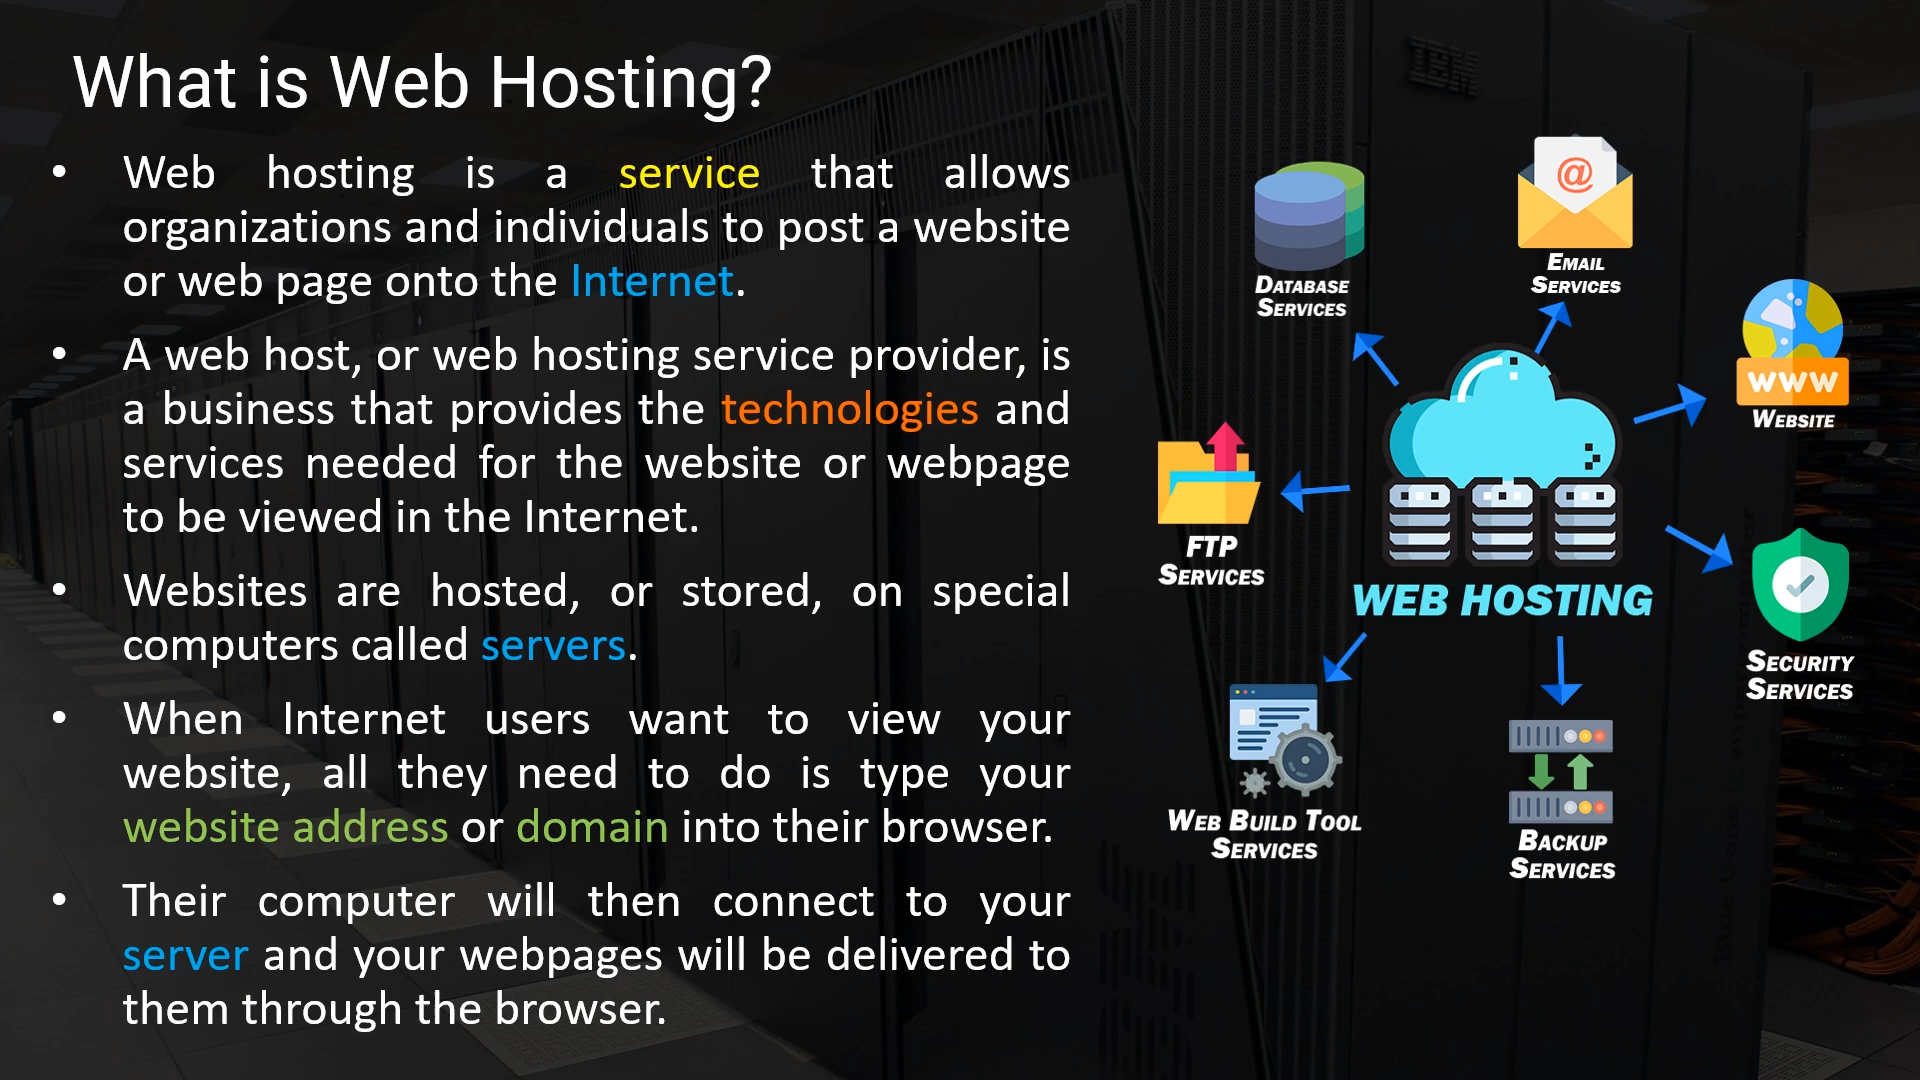 What is Web Hosting?
• Web hosting is a service that allows
organizations and individuals to post a website
or web page onto the Internet.
• A web host, or web hosting service provider, is
a business that provides the technologies and
services needed for the website or webpage
to be viewed in the Internet.
• Websites are hosted, or stored, on special
computers called servers.
• When Internet users want to view your
website, all they need to do is type your
website address or domain into their browser.
• Their computer will then connect to your
server and your webpages will be delivered to
them through the browser.
IBM
@
EMAIL
SERVICES
DATABASE
SERVICES
WWW
WEBSITE
FTP
SERVICES
WEB HOSTING
SECURITY
SERVICES
WEB BUILD TOOL
SERVICES
BACKUP
SERVICES